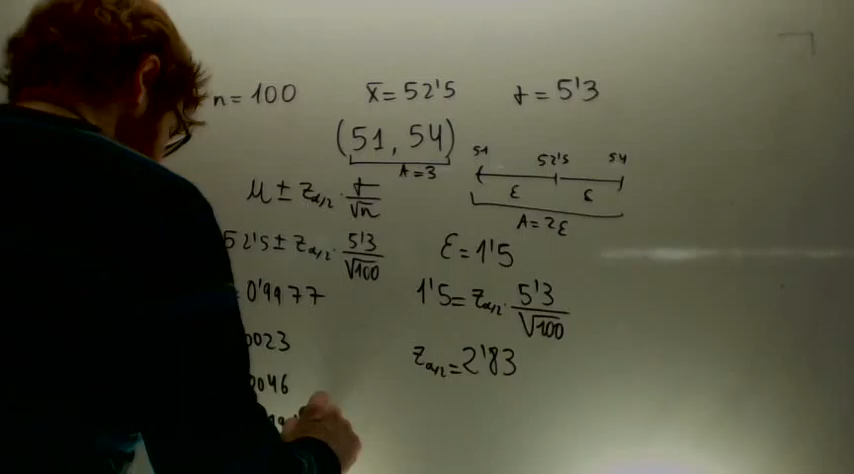 n = 100 x̄ = 52'5 σ = 5'3
(51, 54)
A = 3
51 52'5 54
ε ε
A = 2ε
μ ± z_α/2 · σ/√n
52'5 ± z_α/2 · 5'3/√100
ε = 1'5
0'9977
1'5 = z_α/2 · 5'3/√100
0023
z_α/2 = 2'83
0046